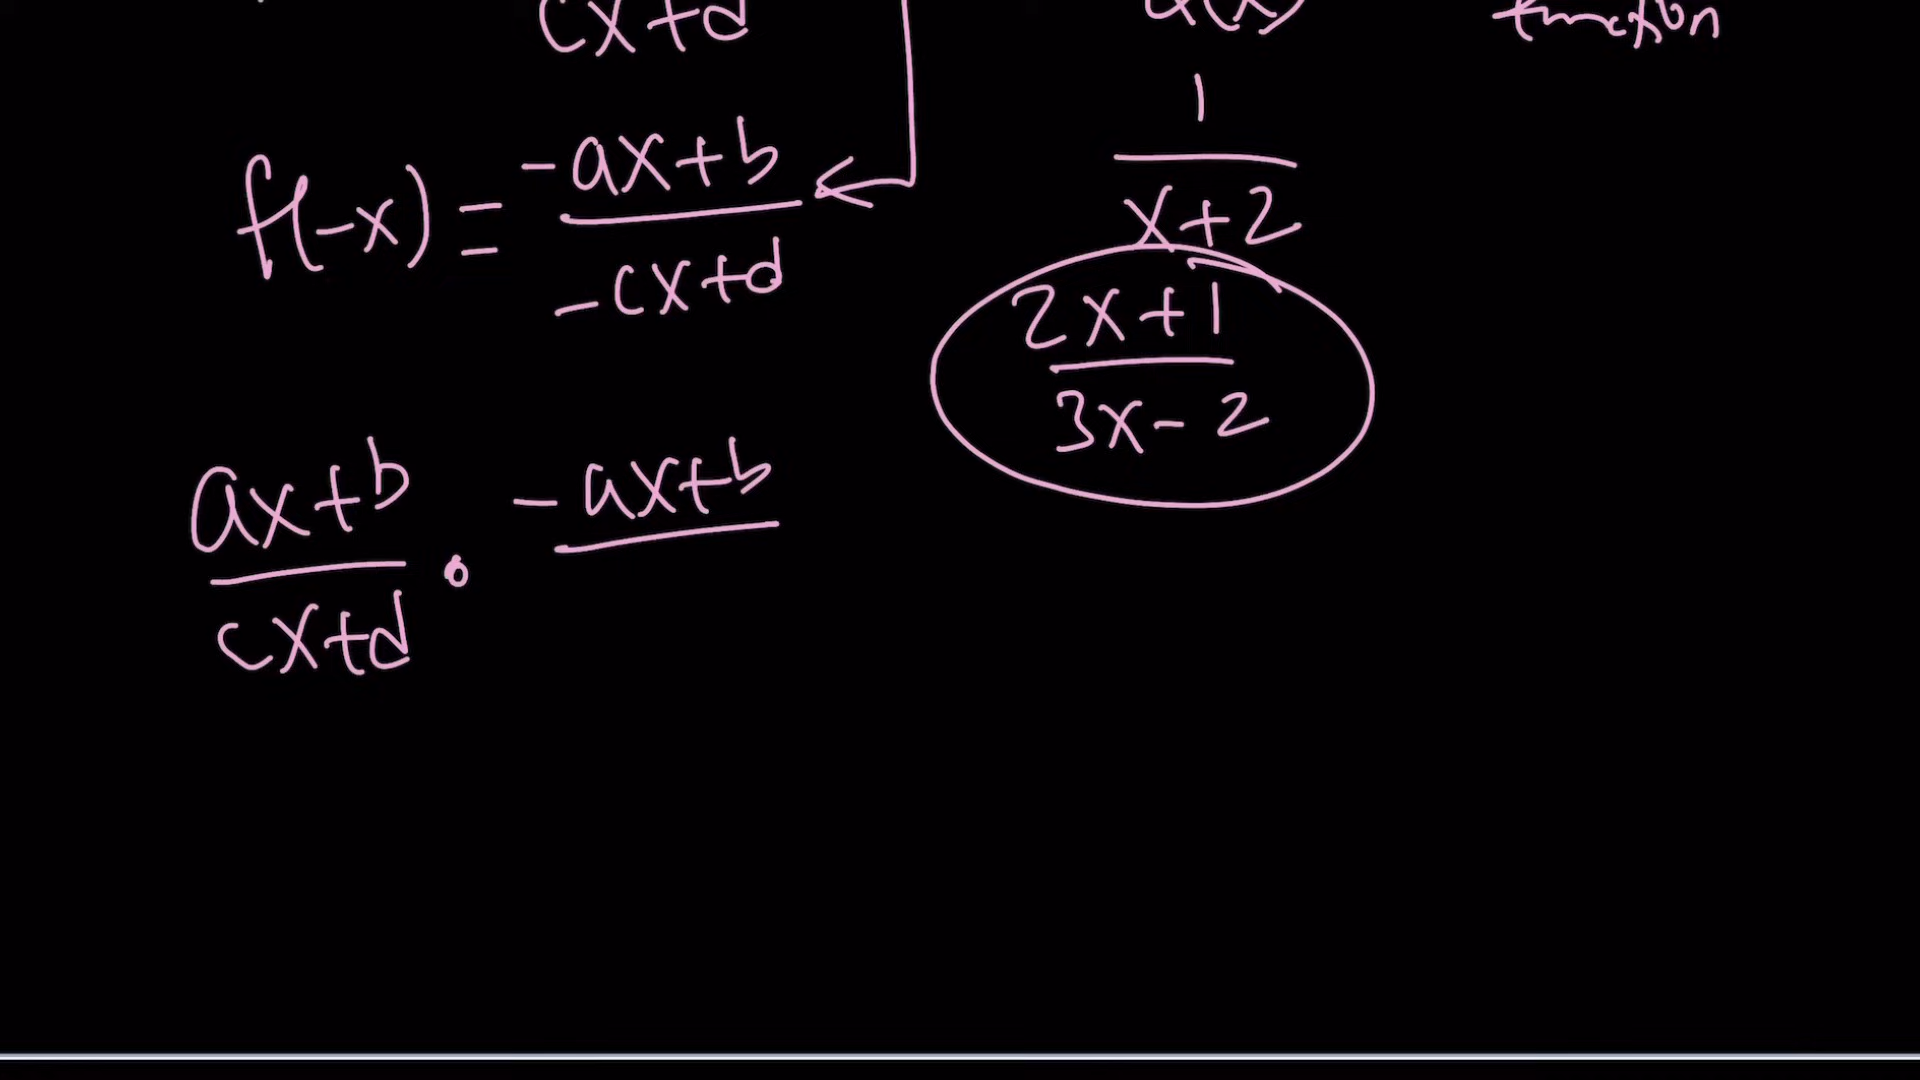 cx+d
function
f(-x) = (-ax+b)/(-cx+d)
1/(x+2)
(2x+1)/(3x-2)
(ax+b)/(cx+d) · -ax+b